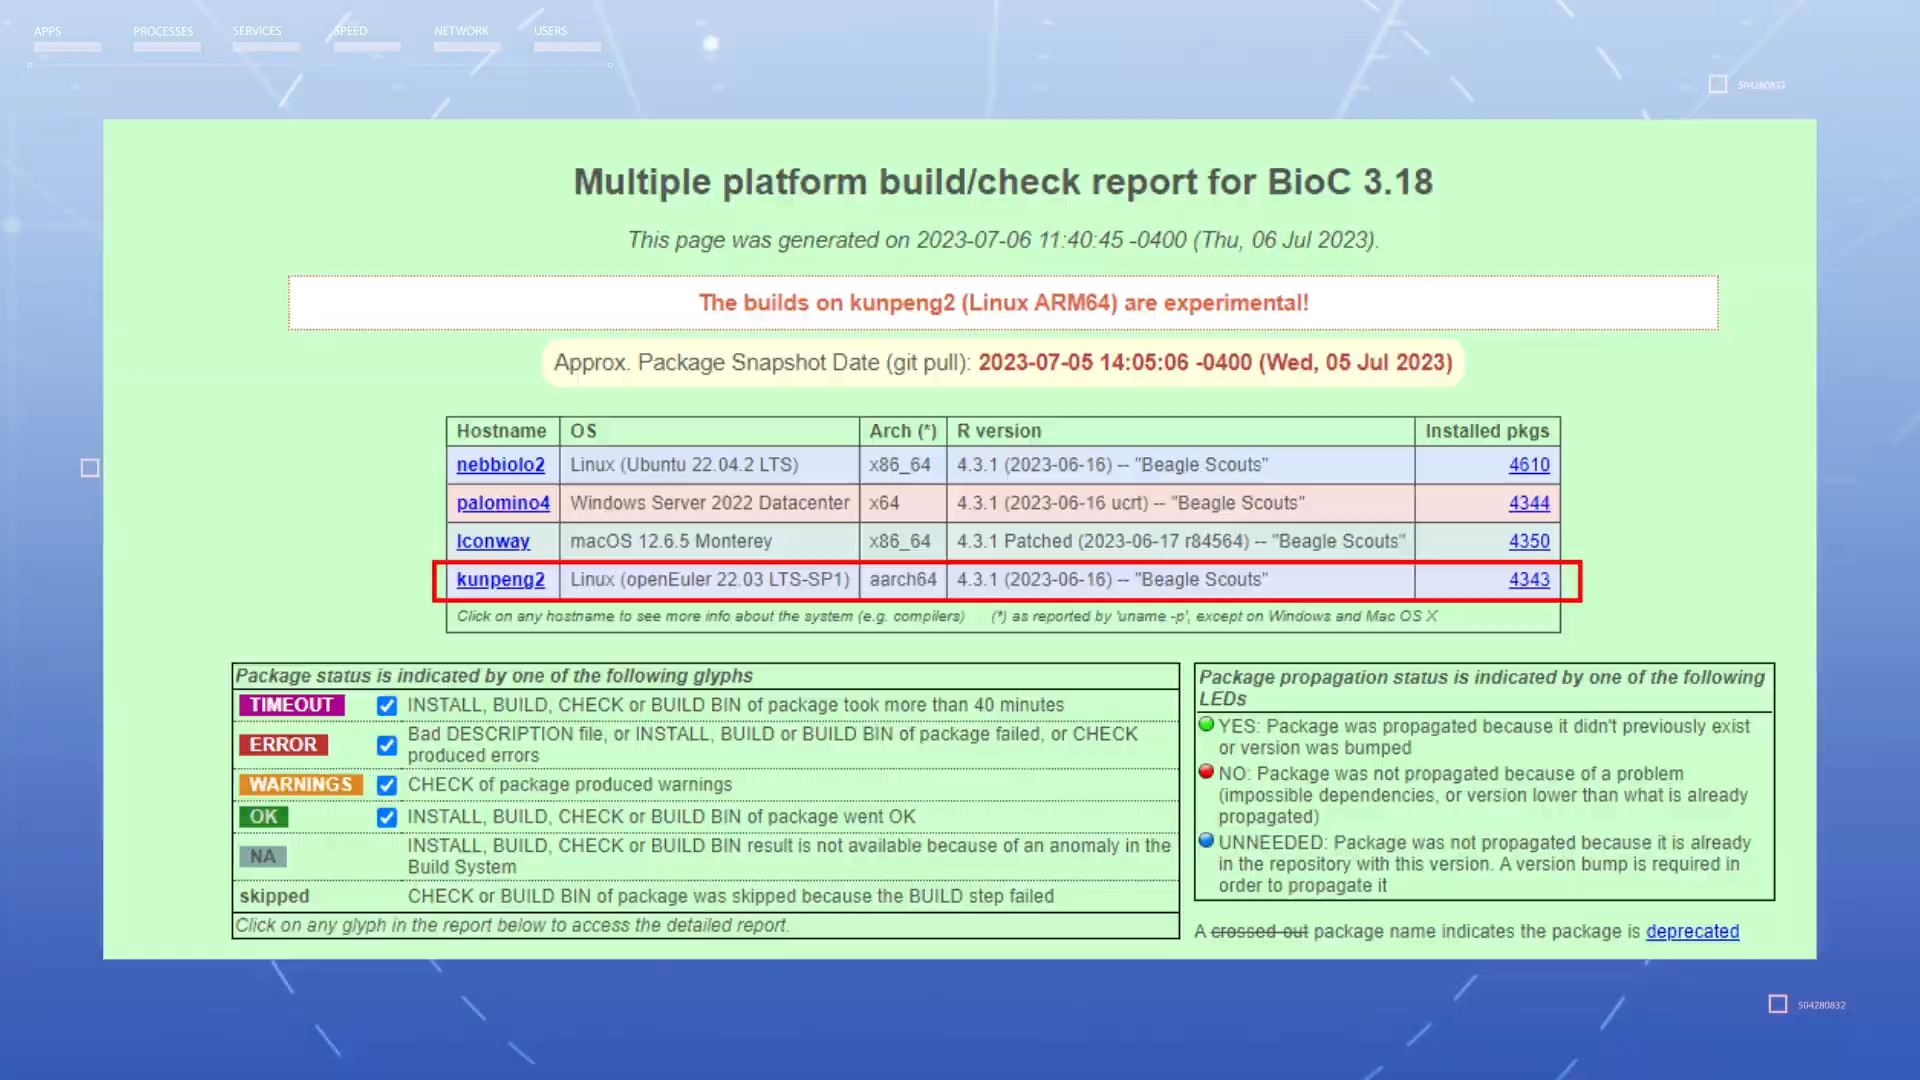 APPS PROCESSES SERVICES SPEED NETWORK USERS
504280832
Multiple platform build/check report for BioC 3.18
This page was generated on 2023-07-06 11:40:45 -0400 (Thu, 06 Jul 2023).
The builds on kunpeng2 (Linux ARM64) are experimental!
Approx. Package Snapshot Date (git pull): 2023-07-05 14:05:06 -0400 (Wed, 05 Jul 2023)
Hostname OS Arch (*) R version Installed pkgs
nebbiolo2 Linux (Ubuntu 22.04.2 LTS) x86_64 4.3.1 (2023-06-16) -- "Beagle Scouts" 4610
palomino4 Windows Server 2022 Datacenter x64 4.3.1 (2023-06-16 ucrt) -- "Beagle Scouts" 4344
lconway macOS 12.6.5 Monterey x86_64 4.3.1 Patched (2023-06-17 r84564) -- "Beagle Scouts" 4350
kunpeng2 Linux (openEuler 22.03 LTS-SP1) aarch64 4.3.1 (2023-06-16) -- "Beagle Scouts" 4343
Click on any hostname to see more info about the system (e.g. compilers) (*) as reported by 'uname -p', except on Windows and Mac OS X
Package status is indicated by one of the following glyphs
TIMEOUT INSTALL, BUILD, CHECK or BUILD BIN of package took more than 40 minutes
ERROR Bad DESCRIPTION file, or INSTALL, BUILD or BUILD BIN of package failed, or CHECK
produced errors
WARNINGS CHECK of package produced warnings
OK INSTALL, BUILD, CHECK or BUILD BIN of package went OK
NA INSTALL, BUILD, CHECK or BUILD BIN result is not available because of an anomaly in the
Build System
skipped CHECK or BUILD BIN of package was skipped because the BUILD step failed
Click on any glyph in the report below to access the detailed report.
Package propagation status is indicated by one of the following
LEDs
YES: Package was propagated because it didn't previously exist
or version was bumped
NO: Package was not propagated because of a problem
(impossible dependencies, or version lower than what is already
propagated)
UNNEEDED: Package was not propagated because it is already
in the repository with this version. A version bump is required in
order to propagate it
A crossed-out package name indicates the package is deprecated
504280832